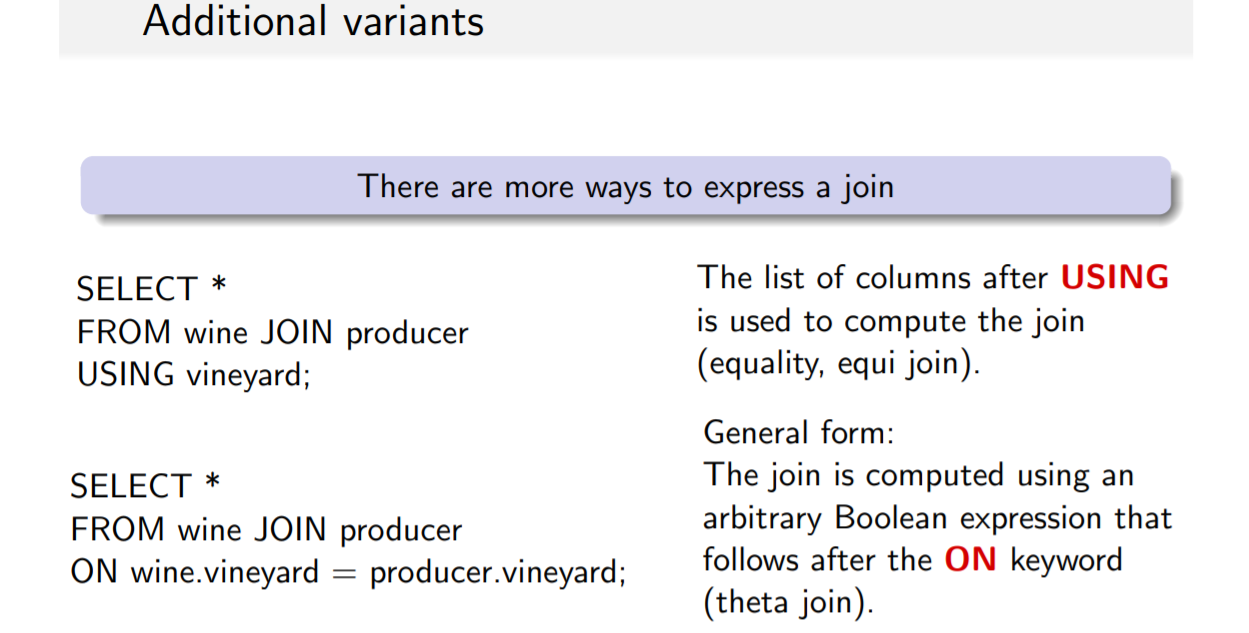 Additional variants
There are more ways to express a join
SELECT *
FROM wine JOIN producer
USING vineyard;
The list of columns after USING
is used to compute the join
(equality, equi join).
SELECT *
FROM wine JOIN producer
ON wine.vineyard = producer.vineyard;
General form:
The join is computed using an
arbitrary Boolean expression that
follows after the ON keyword
(theta join).